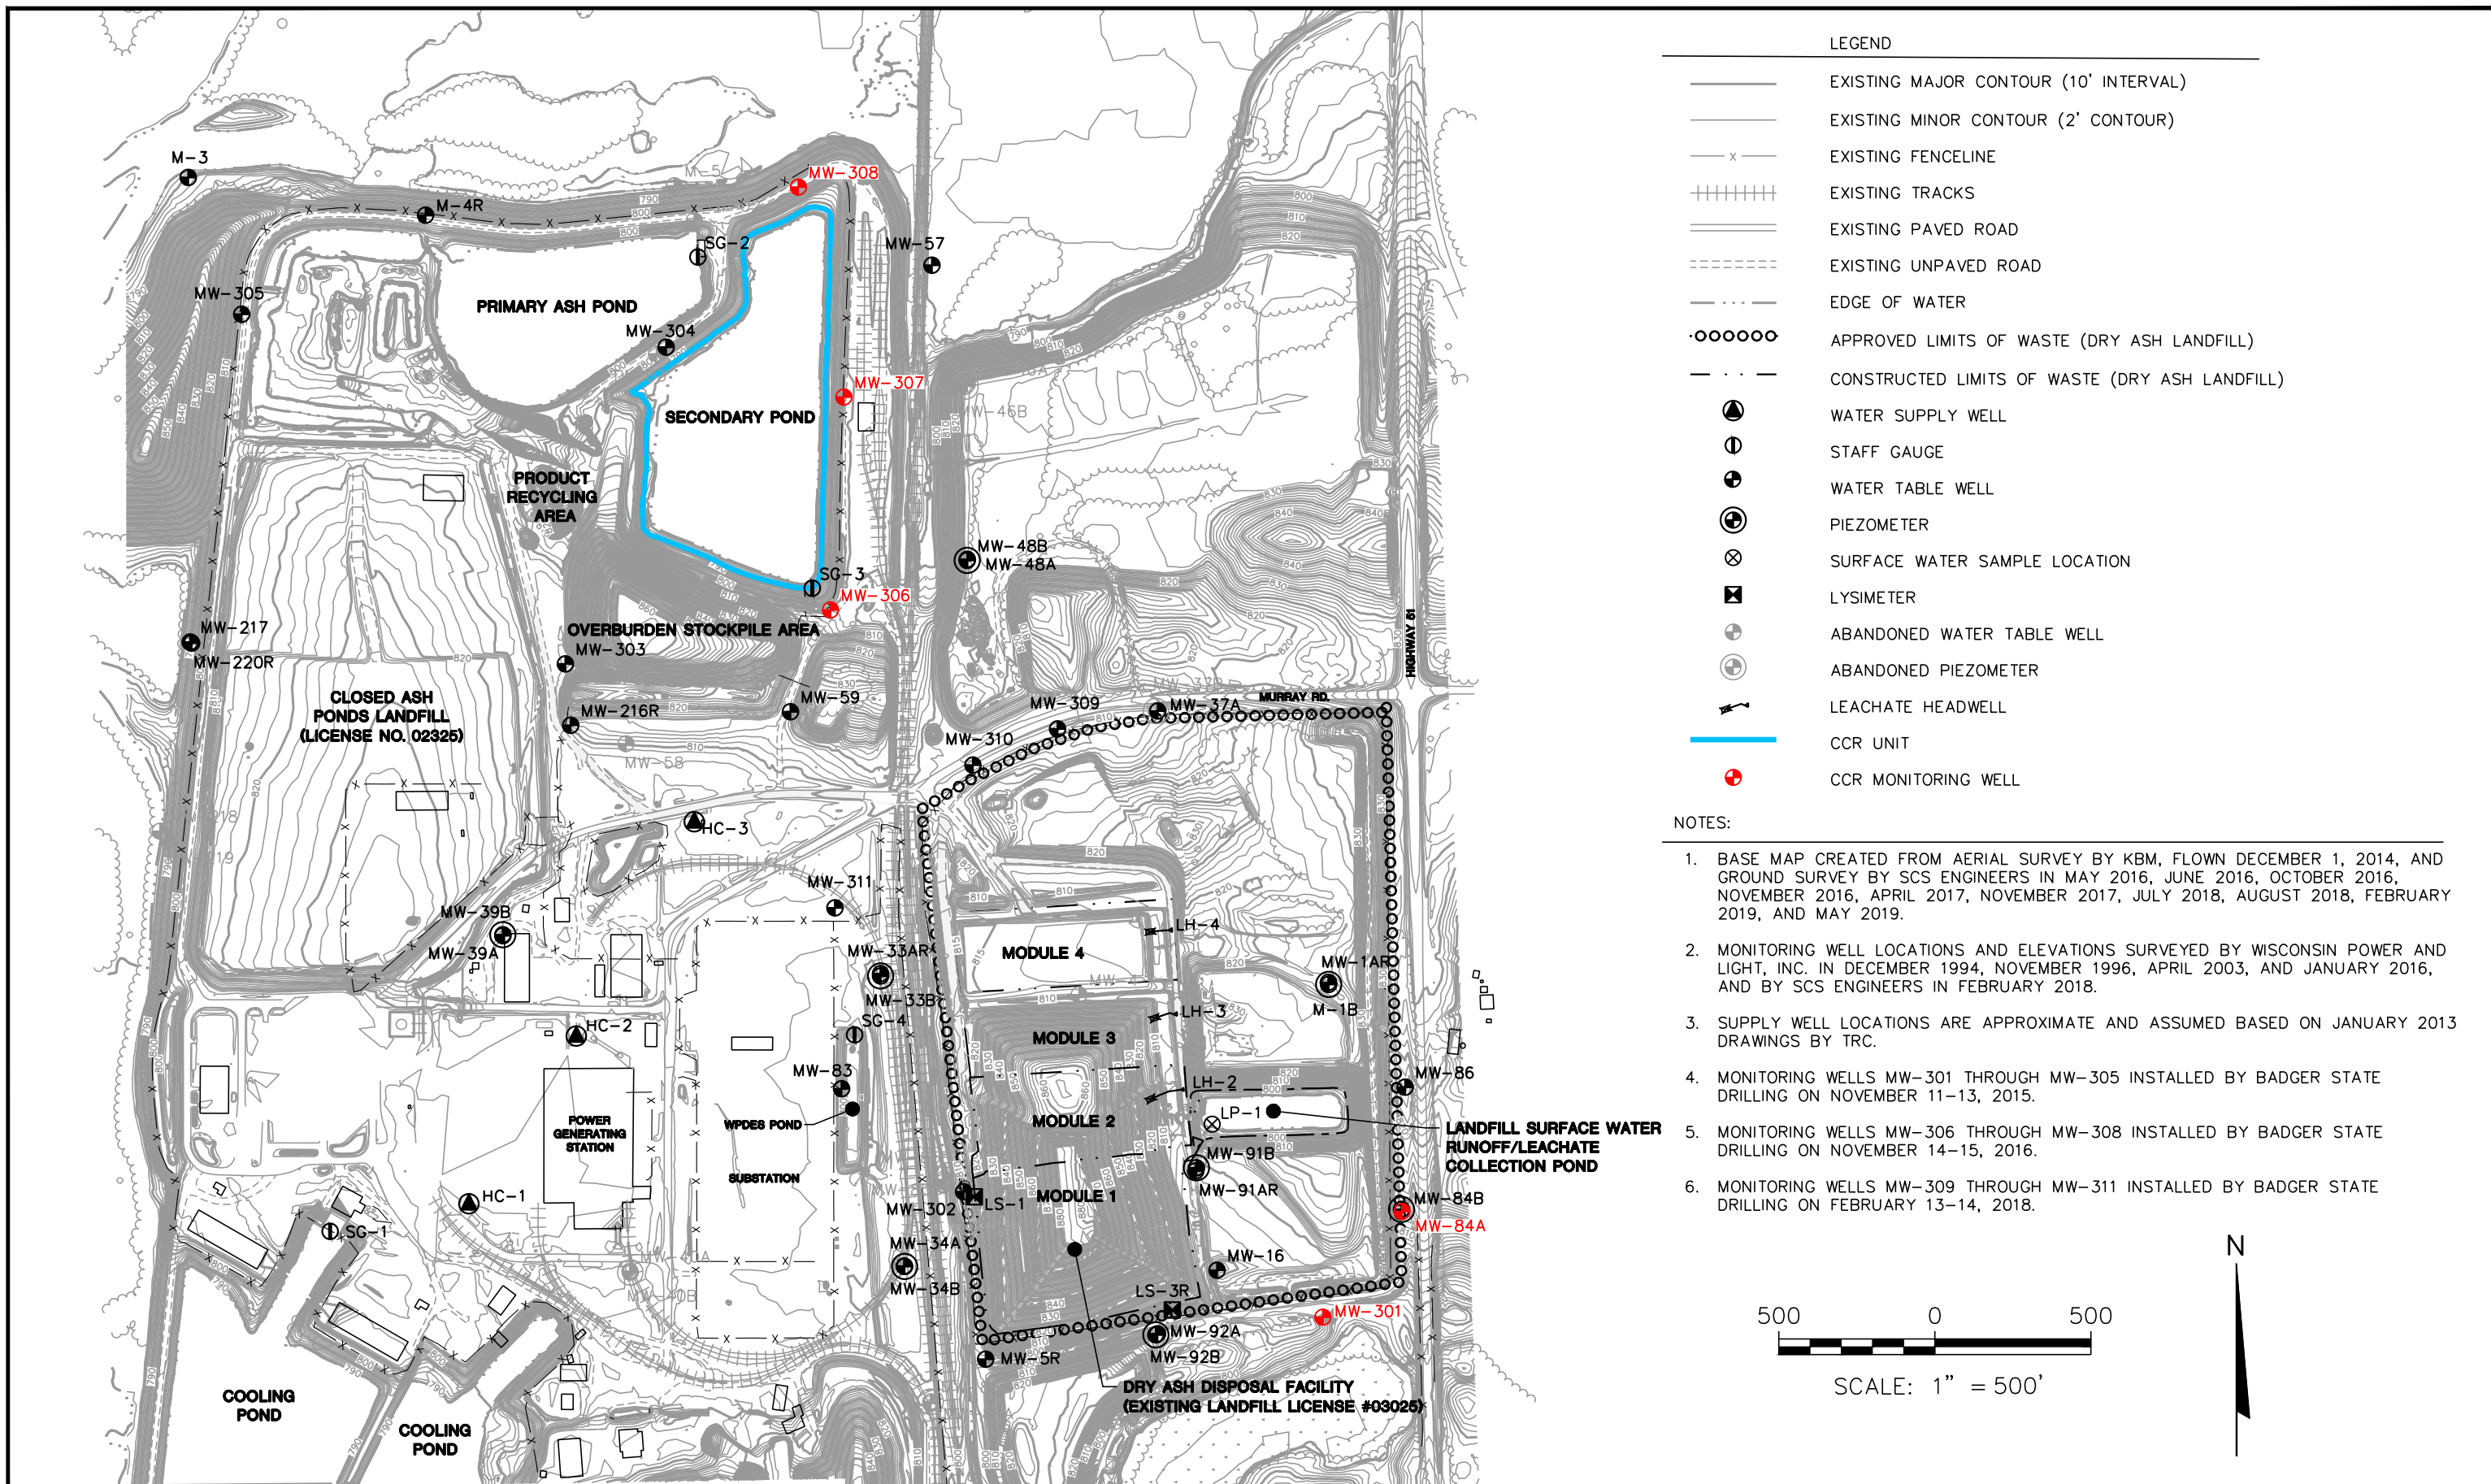 M-3
M-4R
M-5
MW-308
SG-2
MW-57
MW-305
PRIMARY ASH POND
MW-304
MW-307
MW-46B
SECONDARY POND
PRODUCT
RECYCLING
AREA
MW-48B
MW-48A
SG-3
MW-306
OVERBURDEN STOCKPILE AREA
MW-217
MW-220R
MW-303
MW-59
MW-216R
MW-58
CLOSED ASH
PONDS LANDFILL
(LICENSE NO. 02325)
MW-309
MW-37A
MURRAY RD.
HIGHWAY 51
MW-310
HC-3
MW-311
MW-39B
MW-39A
MW-33AR
MW-33B
MODULE 4
LH-4
MW-1AR
M-1B
HC-2
SG-4
MODULE 3
LH-3
MW-83
LH-2
LP-1
MW-86
POWER
GENERATING
STATION
WPDES POND
MODULE 2
LANDFILL SURFACE WATER
RUNOFF/LEACHATE
COLLECTION POND
MW-91B
MW-91AR
SUBSTATION
MODULE 1
HC-1
MW-302
LS-1
MW-84B
MW-84A
SG-1
MW-34A
MW-34B
MW-40B
MW-16
LS-3R
MW-301
MW-92A
MW-92B
MW-5R
DRY ASH DISPOSAL FACILITY
(EXISTING LANDFILL LICENSE #03025)
COOLING
POND
COOLING
POND
LEGEND
EXISTING MAJOR CONTOUR (10' INTERVAL)
EXISTING MINOR CONTOUR (2' CONTOUR)
EXISTING FENCELINE
EXISTING TRACKS
EXISTING PAVED ROAD
EXISTING UNPAVED ROAD
EDGE OF WATER
APPROVED LIMITS OF WASTE (DRY ASH LANDFILL)
CONSTRUCTED LIMITS OF WASTE (DRY ASH LANDFILL)
WATER SUPPLY WELL
STAFF GAUGE
WATER TABLE WELL
PIEZOMETER
SURFACE WATER SAMPLE LOCATION
LYSIMETER
ABANDONED WATER TABLE WELL
ABANDONED PIEZOMETER
LEACHATE HEADWELL
CCR UNIT
CCR MONITORING WELL
NOTES:
1. BASE MAP CREATED FROM AERIAL SURVEY BY KBM, FLOWN DECEMBER 1, 2014, AND
GROUND SURVEY BY SCS ENGINEERS IN MAY 2016, JUNE 2016, OCTOBER 2016,
NOVEMBER 2016, APRIL 2017, NOVEMBER 2017, JULY 2018, AUGUST 2018, FEBRUARY
2019, AND MAY 2019.
2. MONITORING WELL LOCATIONS AND ELEVATIONS SURVEYED BY WISCONSIN POWER AND
LIGHT, INC. IN DECEMBER 1994, NOVEMBER 1996, APRIL 2003, AND JANUARY 2016,
AND BY SCS ENGINEERS IN FEBRUARY 2018.
3. SUPPLY WELL LOCATIONS ARE APPROXIMATE AND ASSUMED BASED ON JANUARY 2013
DRAWINGS BY TRC.
4. MONITORING WELLS MW-301 THROUGH MW-305 INSTALLED BY BADGER STATE
DRILLING ON NOVEMBER 11-13, 2015.
5. MONITORING WELLS MW-306 THROUGH MW-308 INSTALLED BY BADGER STATE
DRILLING ON NOVEMBER 14-15, 2016.
6. MONITORING WELLS MW-309 THROUGH MW-311 INSTALLED BY BADGER STATE
DRILLING ON FEBRUARY 13-14, 2018.
N
500 0 500
SCALE: 1" = 500'